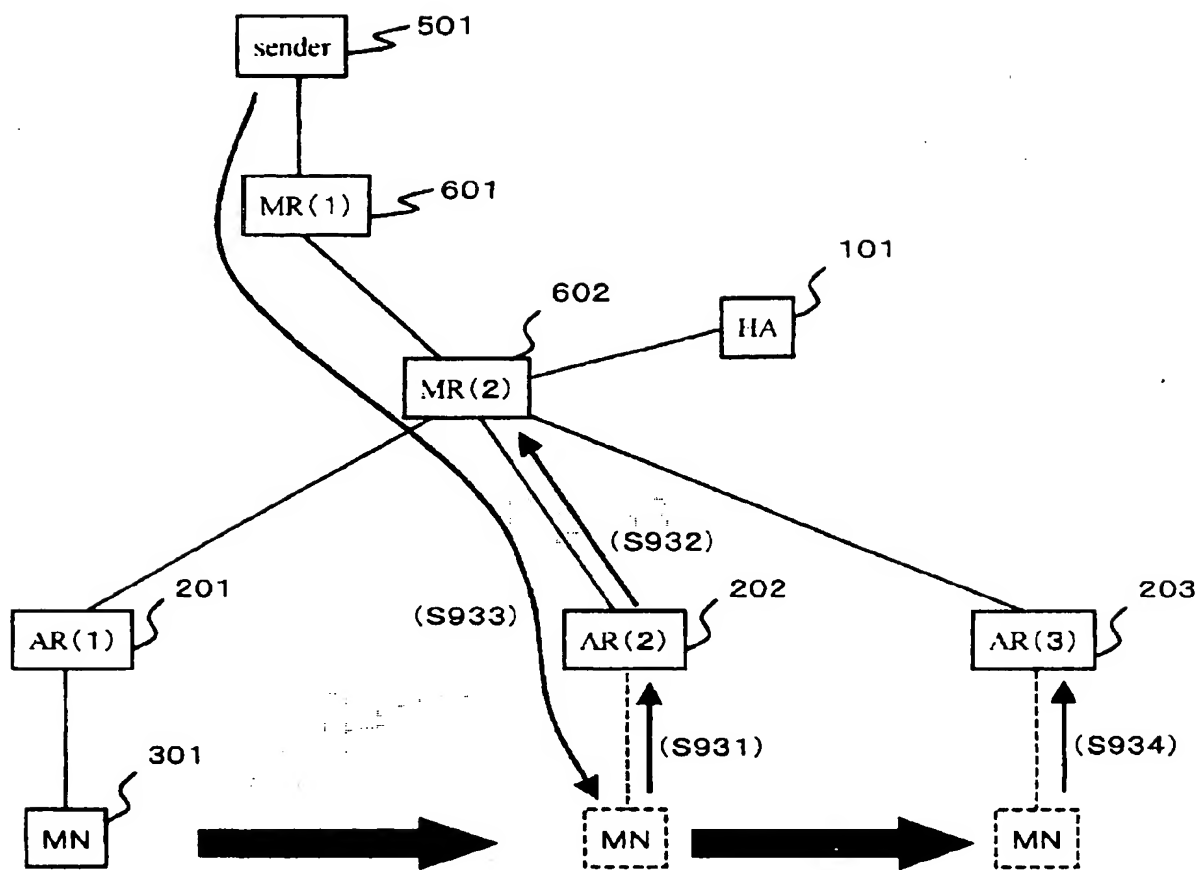 sender
501
MR(1)
601
101
602
HA
MR(2)
(S932)
201
(S933)
202
203
AR(1)
AR(2)
AR(3)
301
(S931)
(S934)
MN
MN
MN